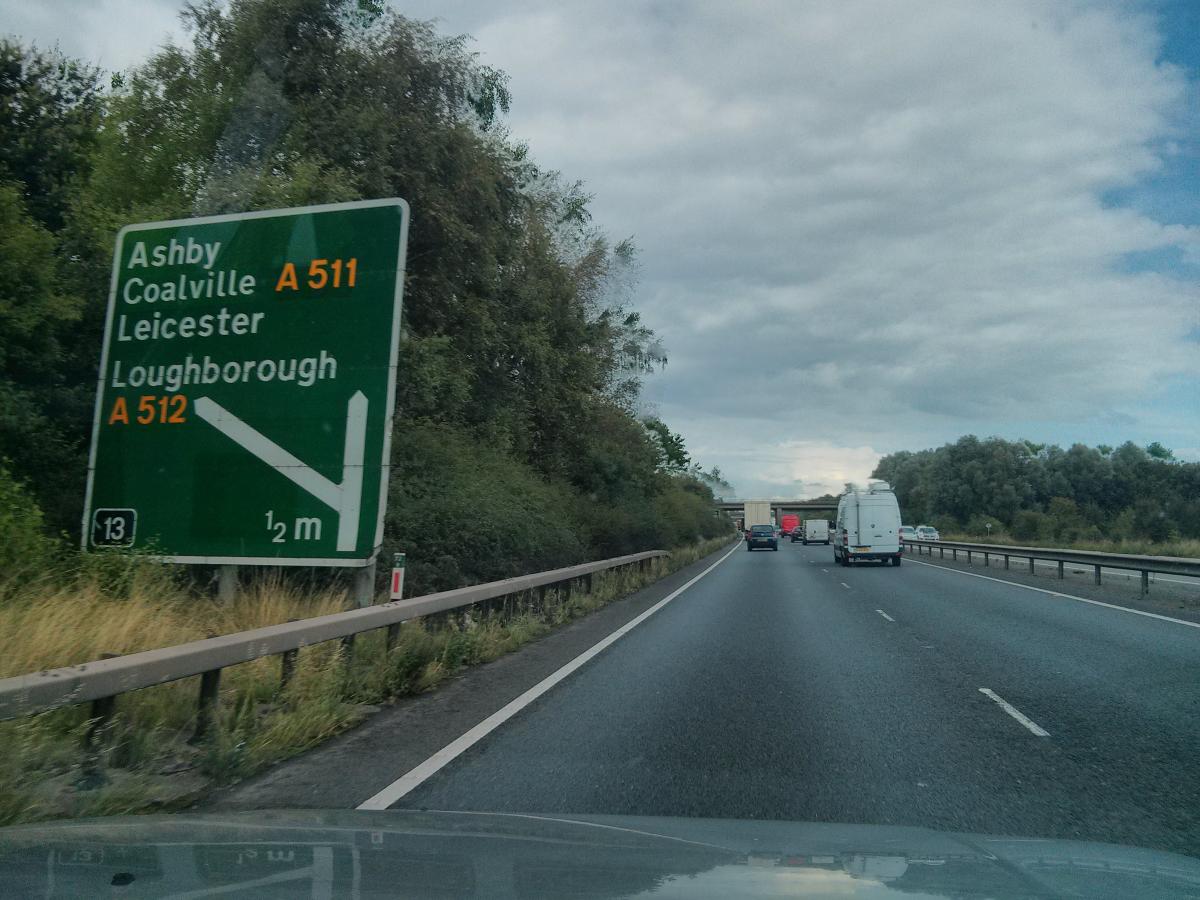 Ashby
Coalville A 511
Leicester
Loughborough
A 512
13
½ m